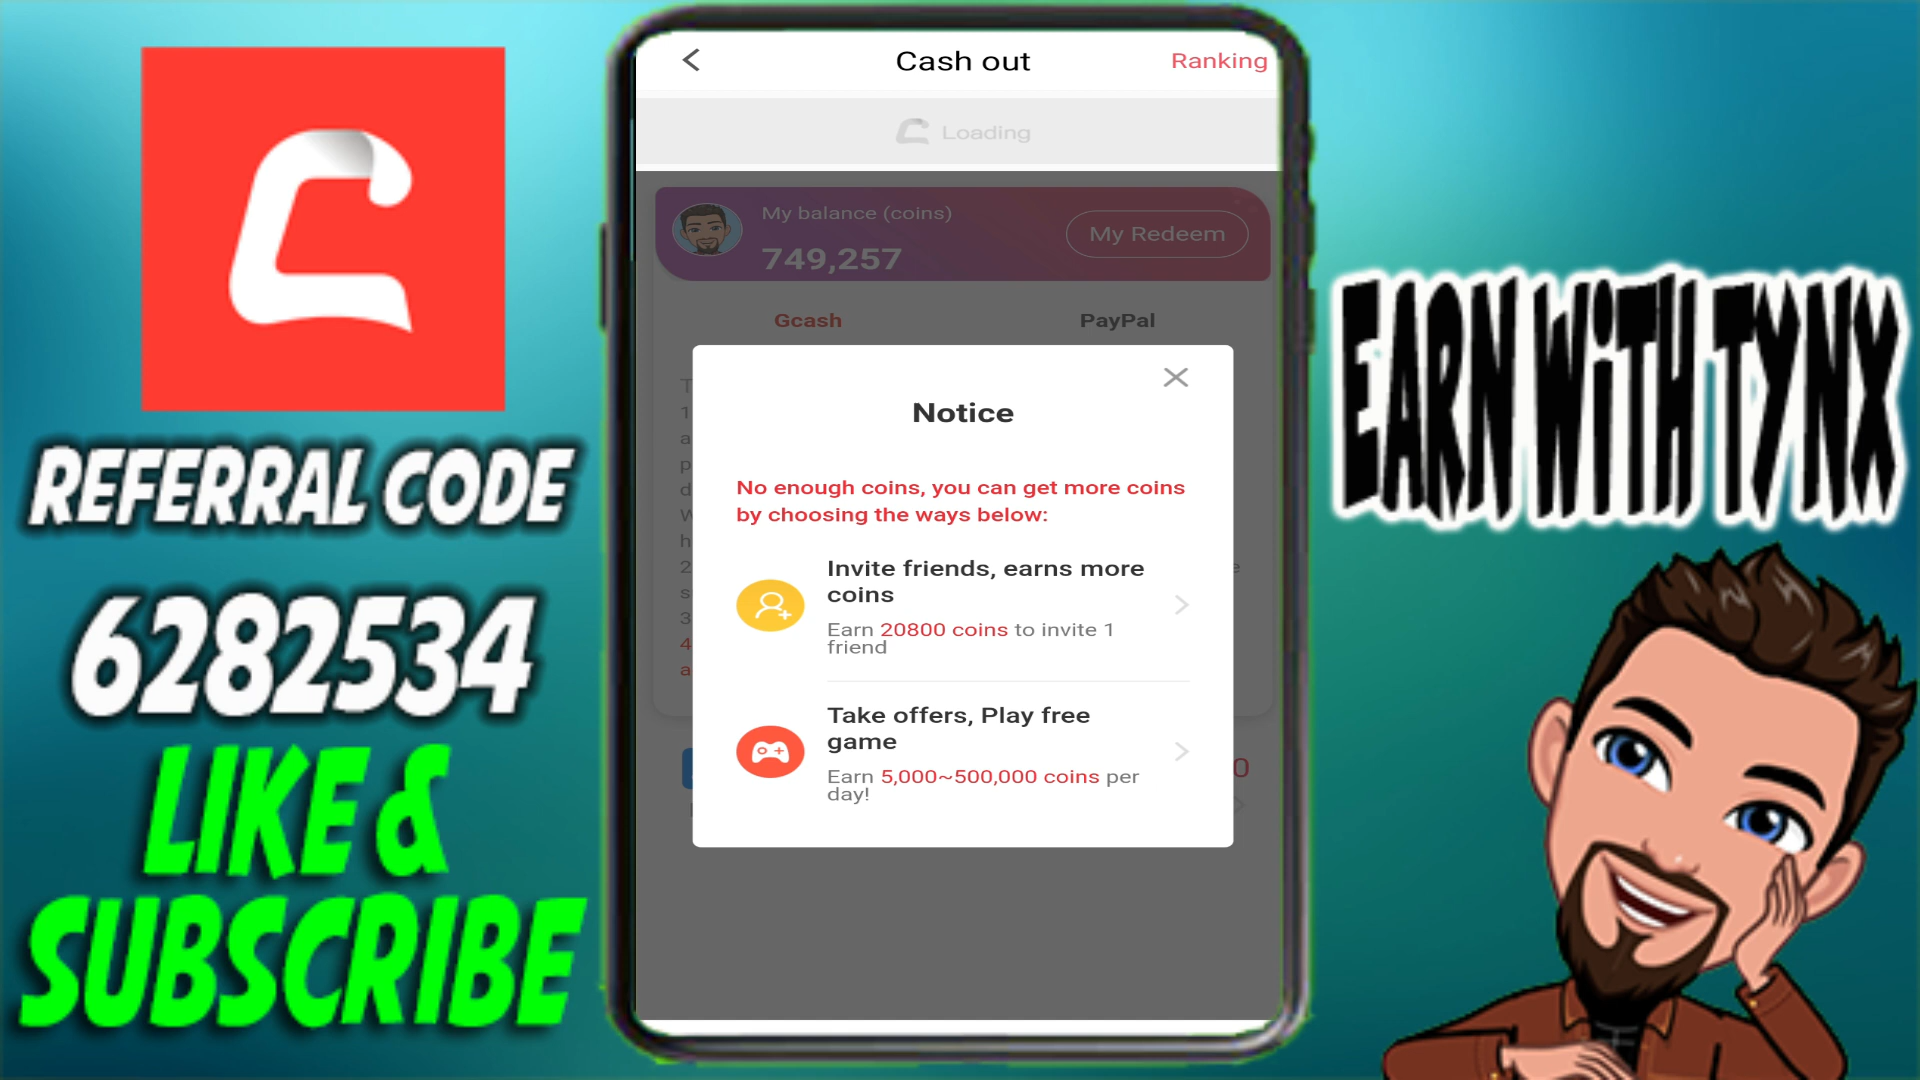 Cash out
Ranking
Loading
My balance (coins)
749,257
My Redeem
Gcash
PayPal
Notice
No enough coins, you can get more coins
by choosing the ways below:
Invite friends, earns more
coins
Earn 20800 coins to invite 1
friend
Take offers, Play free
game
Earn 5,000~500,000 coins per
day!
REFERRAL CODE
6282534
LIKE &
SUBSCRIBE
EARN WiTH TYNX